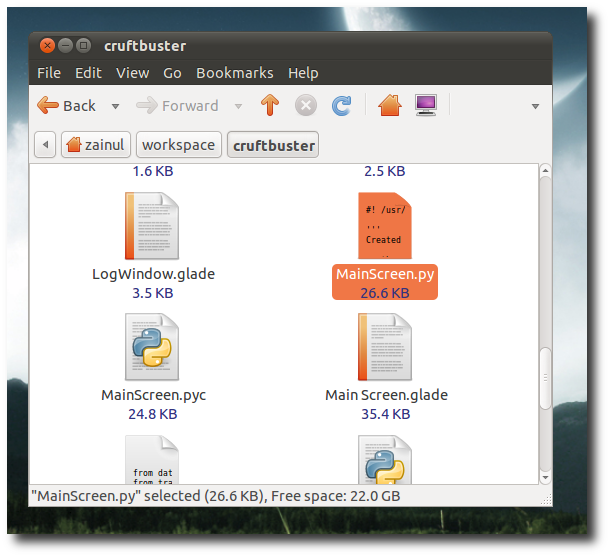 cruftbuster
File Edit View Go Bookmarks Help
Back Forward
zainul workspace cruftbuster
1.6 KB 2.5 KB
#! /usr/
...
Created
..
LogWindow.glade MainScreen.py
3.5 KB 26.6 KB
MainScreen.pyc Main Screen.glade
24.8 KB 35.4 KB
from dat
from tra
"MainScreen.py" selected (26.6 KB), Free space: 22.0 GB